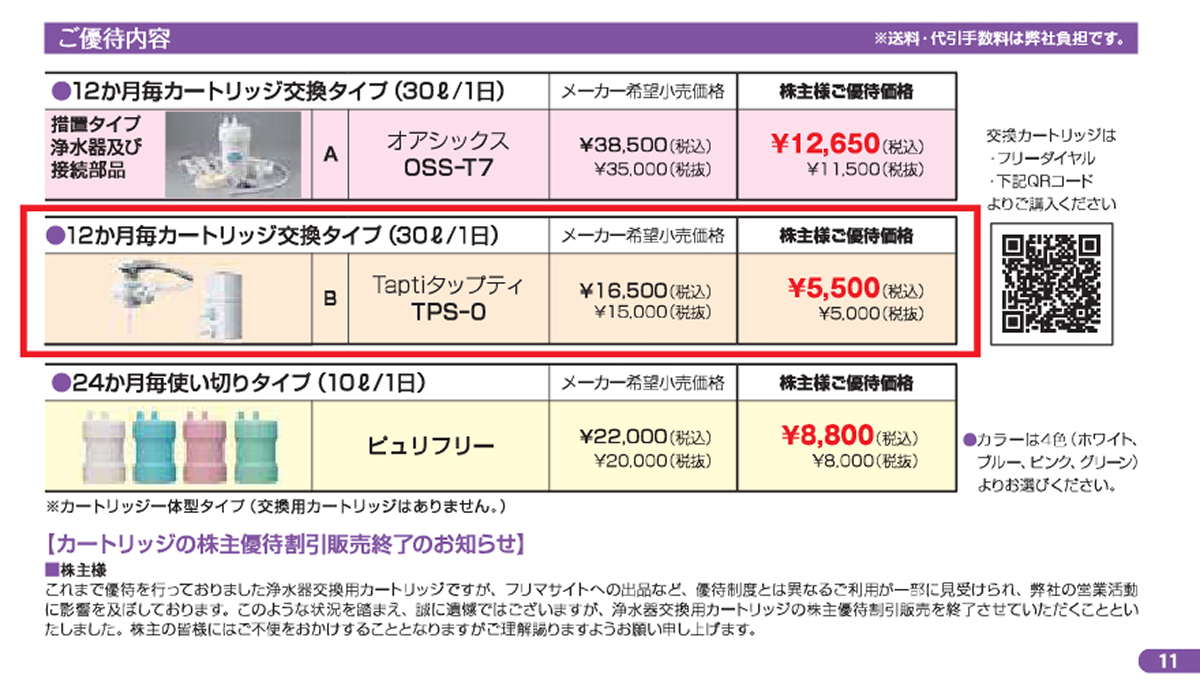 ご優待内容
※送料・代引手数料は弊社負担です。
●12か月毎カートリッジ交換タイプ(30ℓ/1日)
メーカー希望小売価格
株主様ご優待価格
措置タイプ
浄水器及び
接続部品
A
オアシックス
OSS-T7
¥38,500(税込)
¥35,000(税抜)
¥12,650(税込)
¥11,500(税抜)
交換カートリッジは
・フリーダイヤル
・下記QRコード
よりご購入ください
●12か月毎カートリッジ交換タイプ(30ℓ/1日)
メーカー希望小売価格
株主様ご優待価格
B
Taptiタップティ
TPS-0
¥16,500(税込)
¥15,000(税抜)
¥5,500(税込)
¥5,000(税抜)
●24か月毎使い切りタイプ(10ℓ/1日)
メーカー希望小売価格
株主様ご優待価格
ピュリフリー
¥22,000(税込)
¥20,000(税抜)
¥8,800(税込)
¥8,000(税抜)
●カラーは4色(ホワイト、
ブルー、ピンク、グリーン)
よりお選びください。
※カートリッジ一体型タイプ(交換用カートリッジはありません。)
【カートリッジの株主優待割引販売終了のお知らせ】
■株主様
これまで優待を行っておりました浄水器交換用カートリッジですが、フリマサイトへの出品など、優待制度とは異なるご利用が一部に見受けられ、弊社の営業活動
に影響を及ぼしております。このような状況を踏まえ、誠に遺憾ではございますが、浄水器交換用カートリッジの株主優待割引販売を終了させていただくこととい
たしました。株主の皆様にはご不便をおかけすることとなりますがご理解賜りますようお願い申し上げます。
11